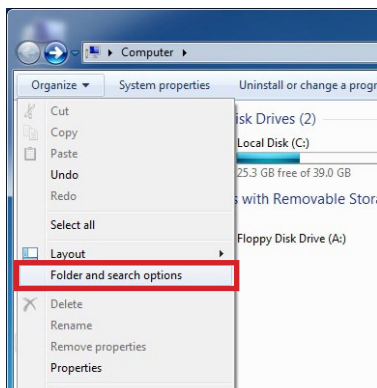 Computer
Organize
System properties
Uninstall or change a progr
Cut
Copy
Paste
Undo
Redo
Select all
Layout
Folder and search options
Delete
Rename
Remove properties
Properties
isk Drives (2)
Local Disk (C:)
25.3 GB free of 39.0 GB
s with Removable Stora
Floppy Disk Drive (A:)